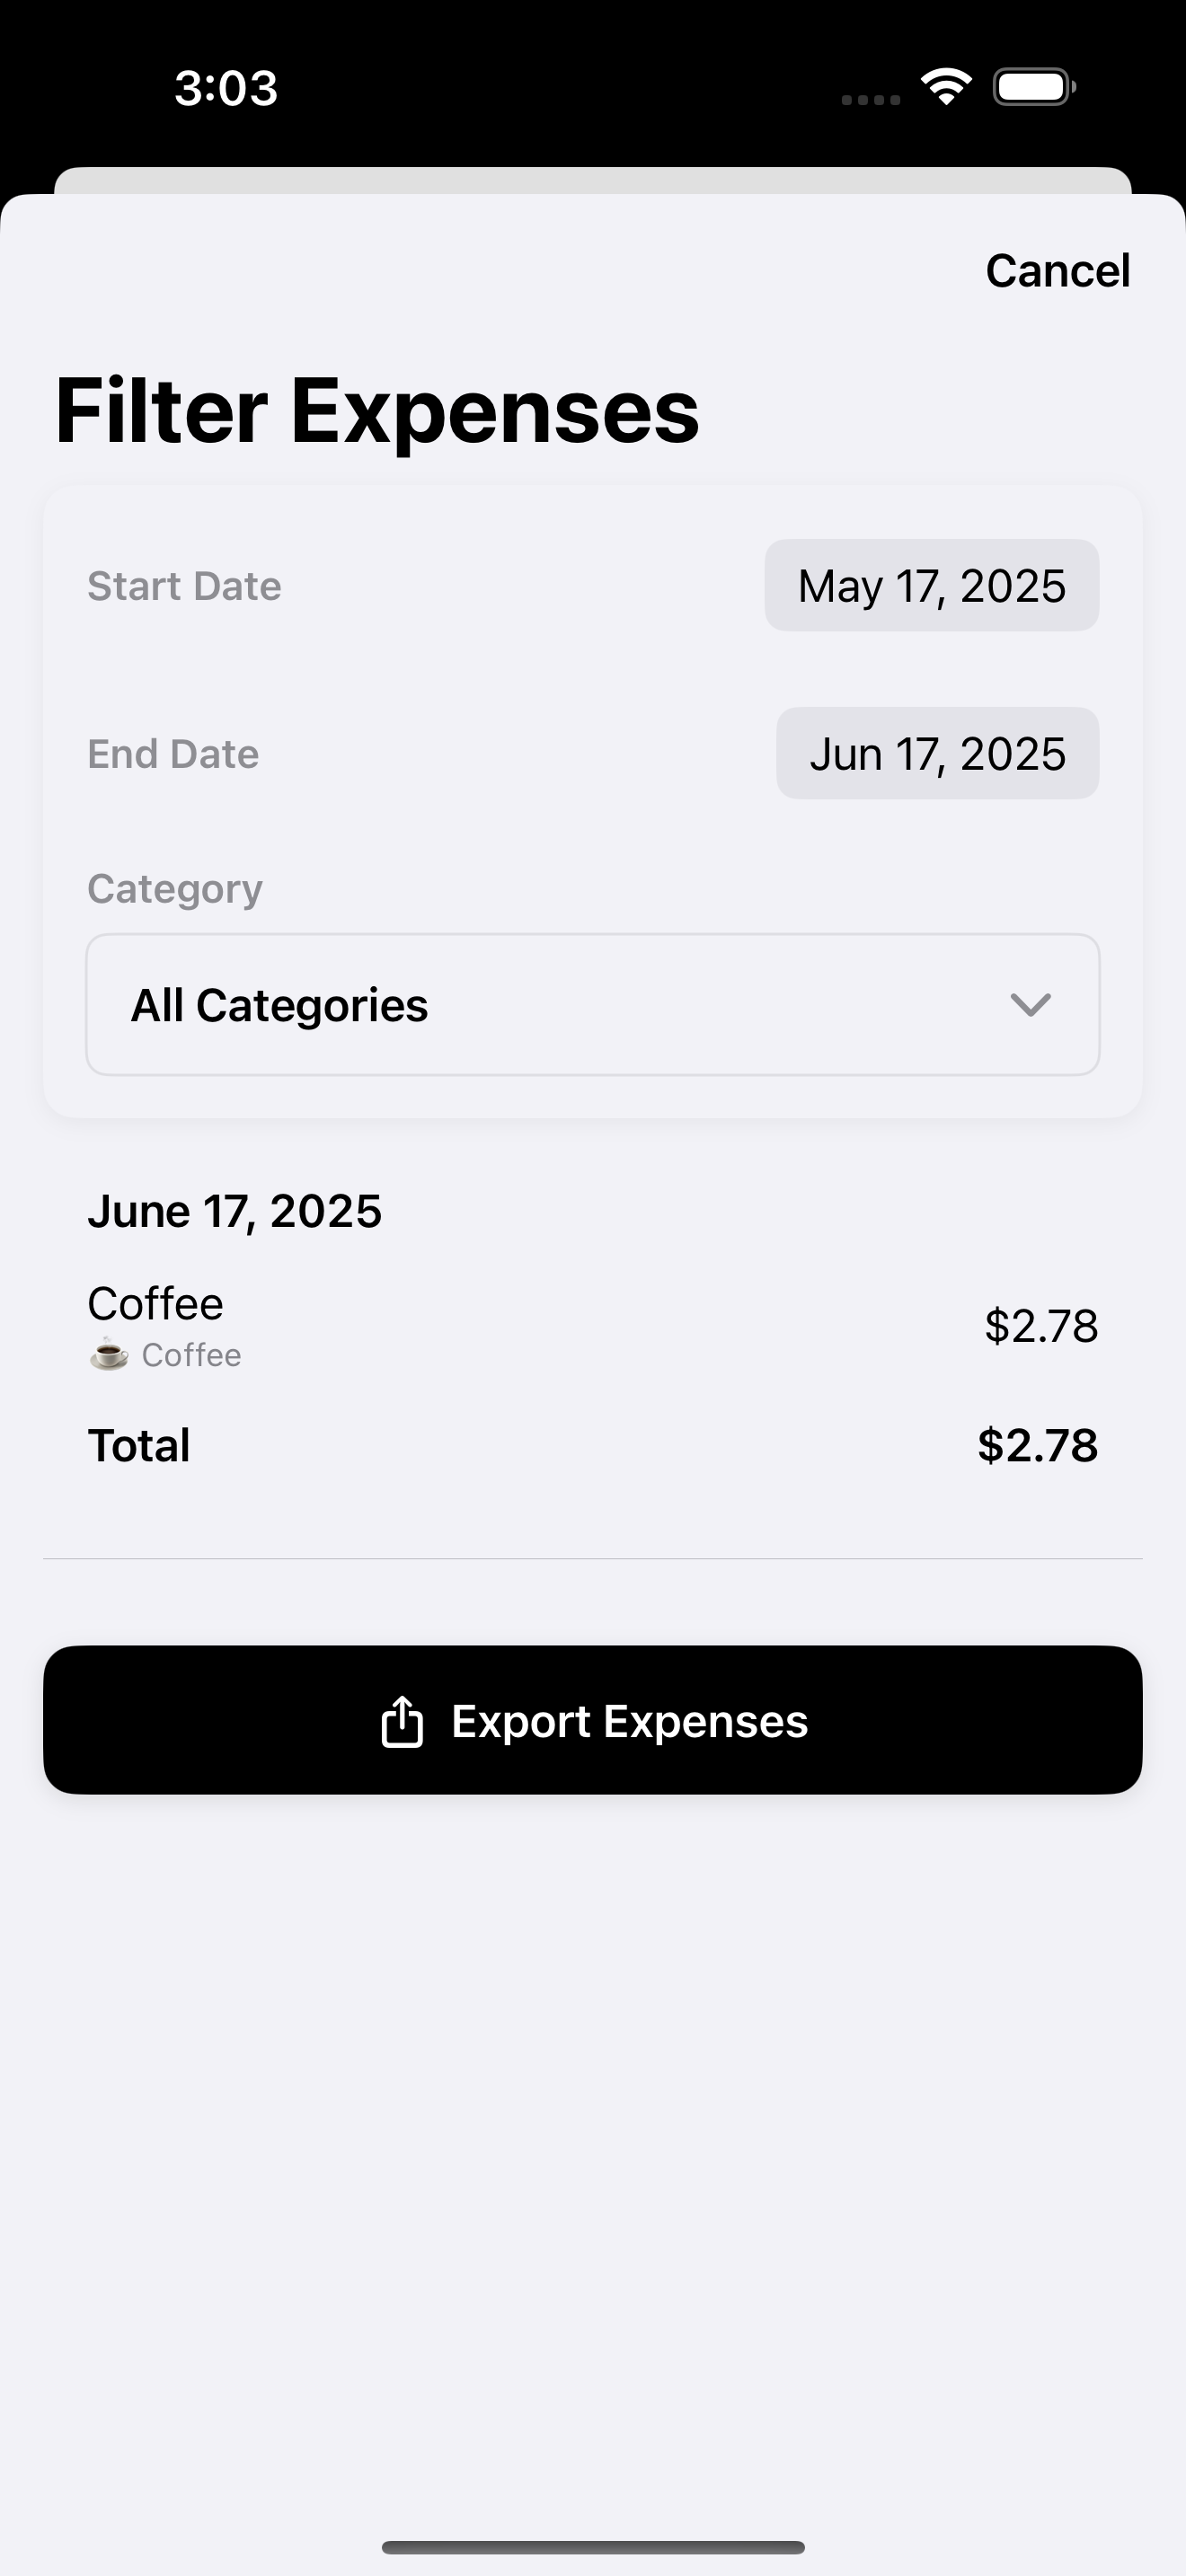 3:03
Cancel
Filter Expenses
Start Date May 17, 2025
End Date Jun 17, 2025
Category
All Categories
June 17, 2025
Coffee
$2.78
Coffee
Total $2.78
Export Expenses